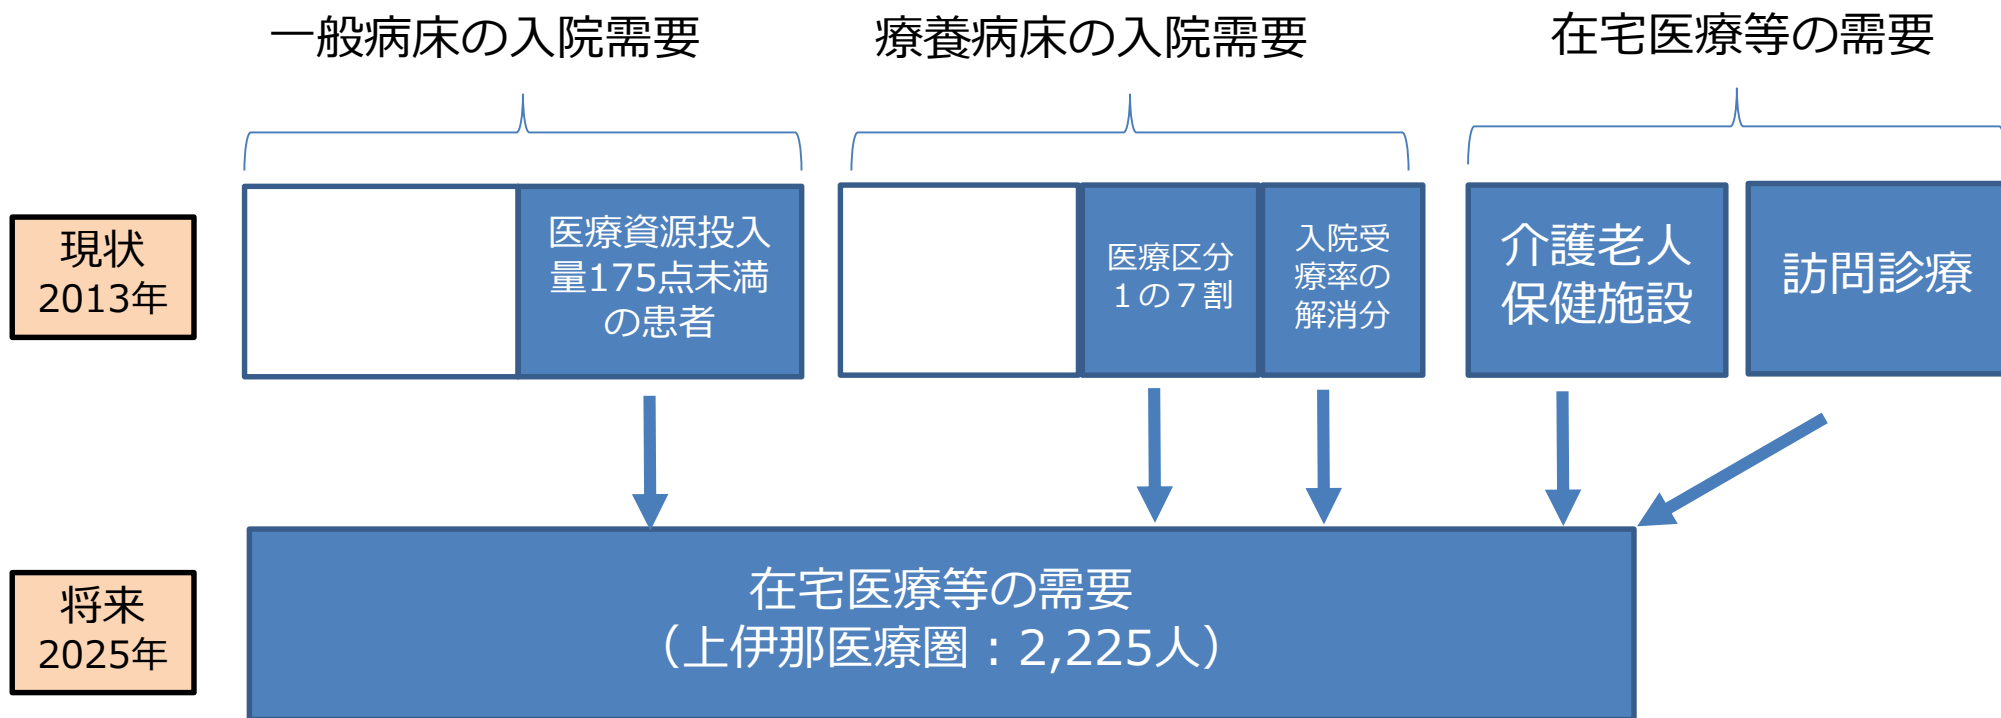 一般病床の入院需要
療養病床の入院需要
在宅医療等の需要
現状
2013年
医療資源投入
量175点未満
の患者
医療区分
１の７割
入院受
療率の
解消分
介護老人
保健施設
訪問診療
将来
2025年
在宅医療等の需要
（上伊那医療圏：2,225人）